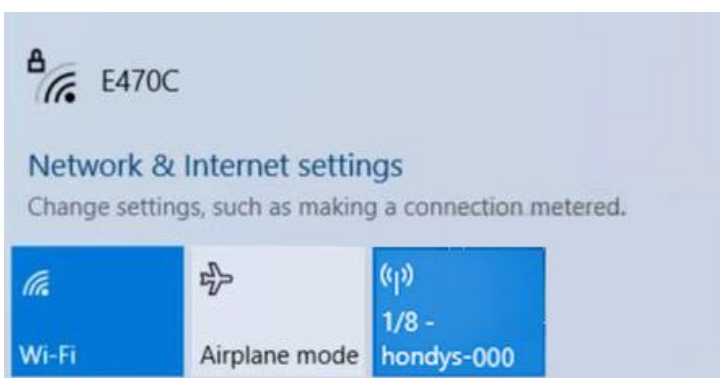 E470C
Network & Internet settings
Change settings, such as making a connection metered.
Wi-Fi
Airplane mode
1/8 -
hondys-000